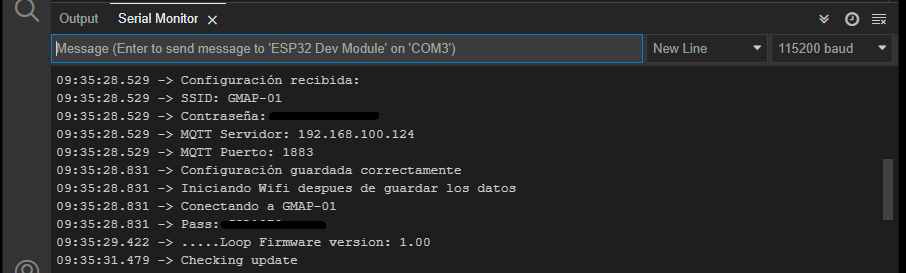 Output Serial Monitor
Message (Enter to send message to 'ESP32 Dev Module' on 'COM3')
New Line
115200 baud
09:35:28.529 -> Configuración recibida:
09:35:28.529 -> SSID: GMAP-01
09:35:28.529 -> Contraseña:
09:35:28.529 -> MQTT Servidor: 192.168.100.124
09:35:28.529 -> MQTT Puerto: 1883
09:35:28.831 -> Configuración guardada correctamente
09:35:28.831 -> Iniciando Wifi despues de guardar los datos
09:35:28.831 -> Conectando a GMAP-01
09:35:28.831 -> Pass:
09:35:29.422 -> .....Loop Firmware version: 1.00
09:35:31.479 -> Checking update